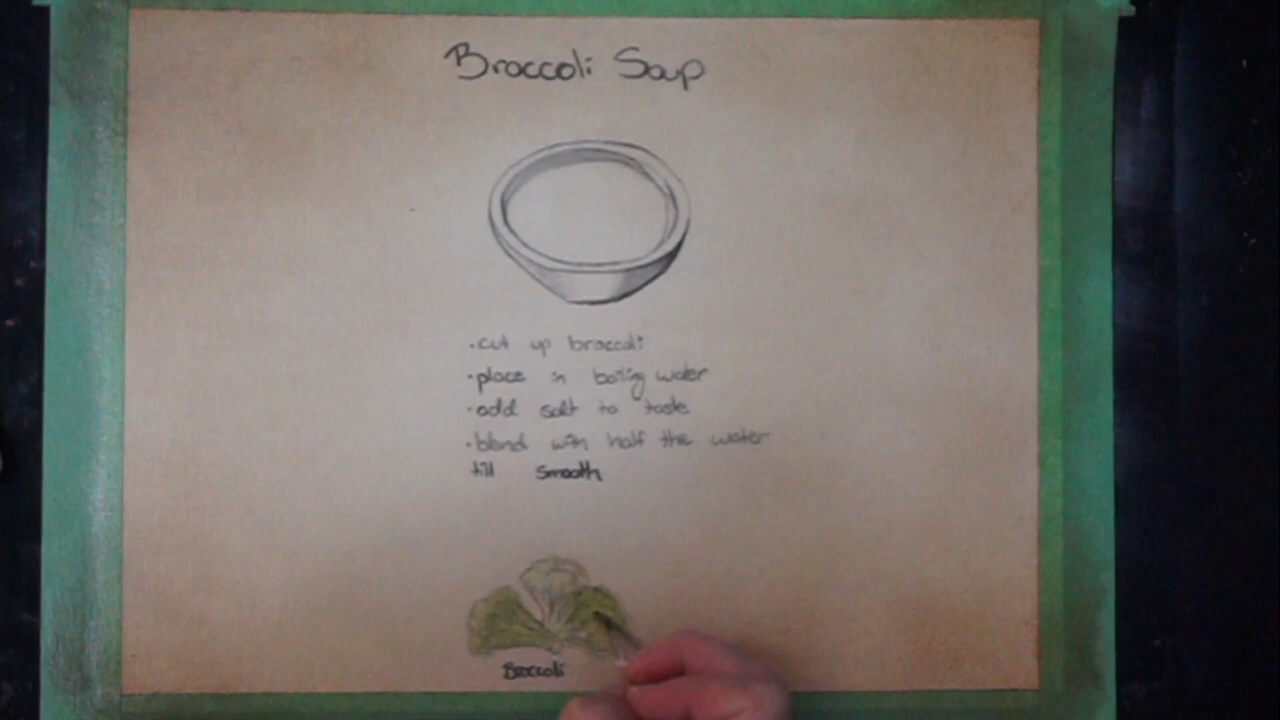 Broccoli Soup
·cut up broccoli
·place in boiling water
·add salt to taste
·blend with half the water
till smooth
Broccoli